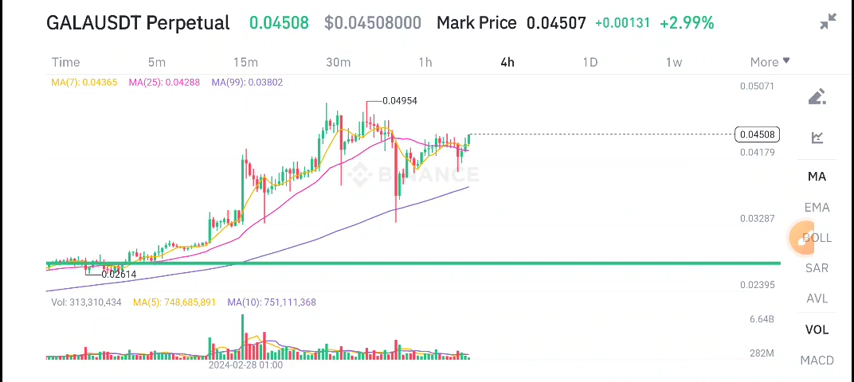 GALAUSDT Perpetual 0.04508 $0.04508000 Mark Price 0.04507 +0.00131 +2.99%
Time 5m 15m 30m 1h 4h 1D 1w More
MA(7): 0.04365 MA(25): 0.04288 MA(99): 0.03802
0.05071
0.04954
0.04508
0.04179
MA
BINANCE
EMA
0.03287
BOLL
0.02614
SAR
0.02395
Vol: 313,310,434 MA(5): 748,685,891 MA(10): 751,111,368
AVL
6.64B
VOL
282M
MACD
2024-02-28 01:00